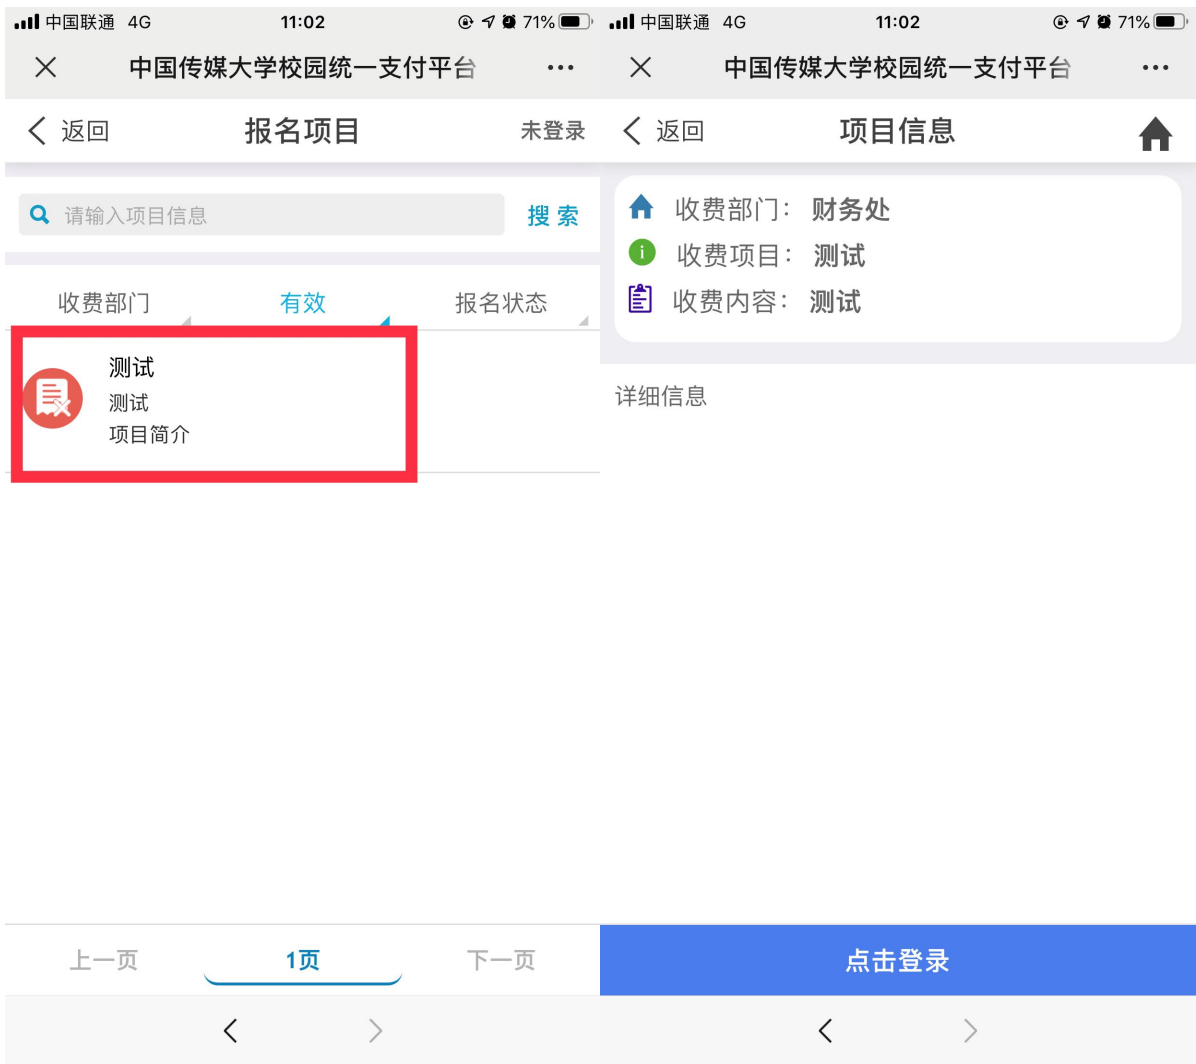 中国联通 4G 11:02 71%
中国传媒大学校园统一支付平台
返回 报名项目 未登录
请输入项目信息 搜索
收费部门 有效 报名状态
测试
测试
项目简介
上一页 1页 下一页
中国联通 4G 11:02 71%
中国传媒大学校园统一支付平台
返回 项目信息
收费部门: 财务处
收费项目: 测试
收费内容: 测试
详细信息
点击登录